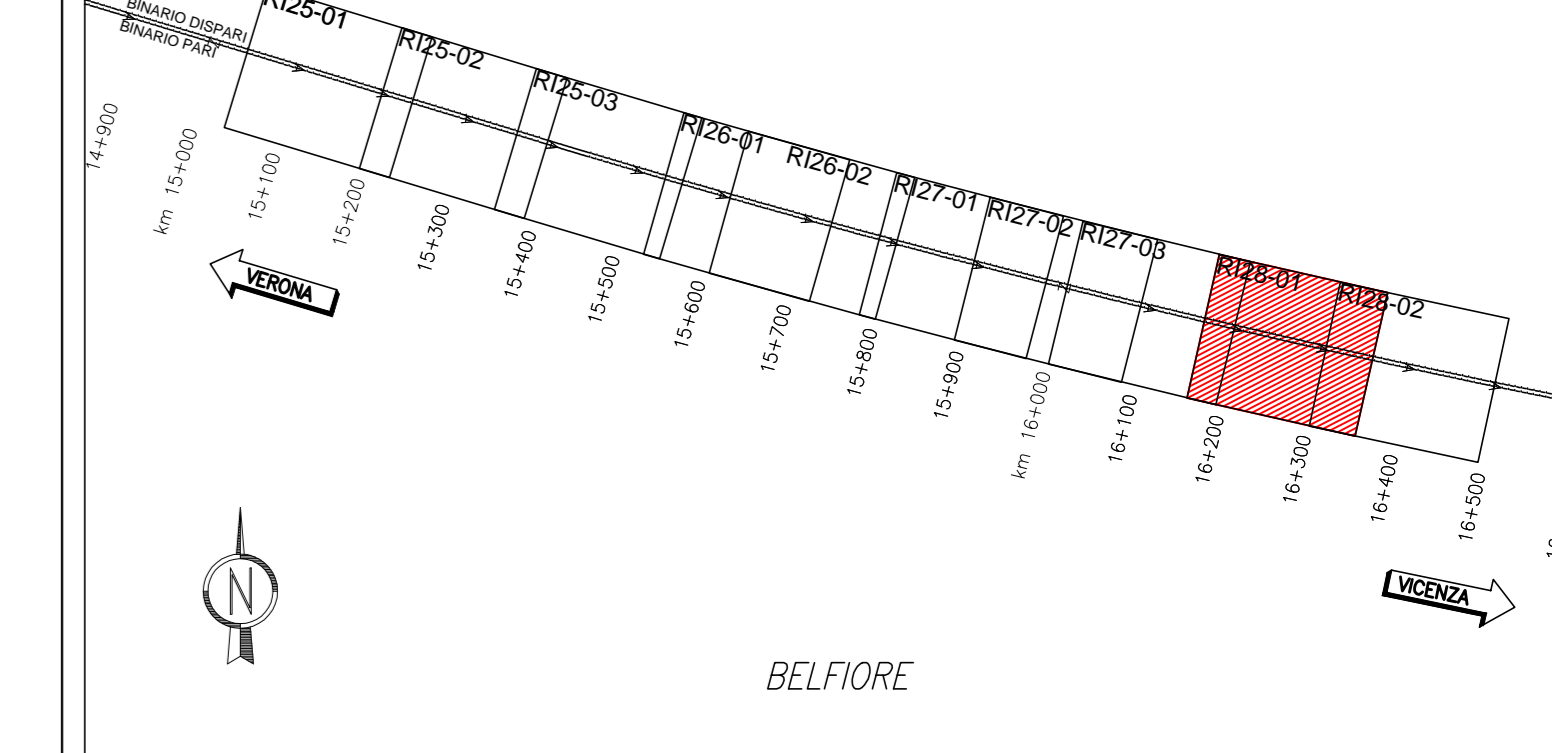 BINARIO DISPARI
BINARIO PARI
RI25-01
RI25-02
RI25-03
RI26-01
RI26-02
RI27-01
RI27-02
RI27-03
RI28-01
RI28-02
14+900
km 15+000
15+100
15+200
15+300
15+400
15+500
15+600
15+700
15+800
15+900
km 16+000
16+100
16+200
16+300
16+400
16+500
VERONA
VICENZA
N
BELFIORE